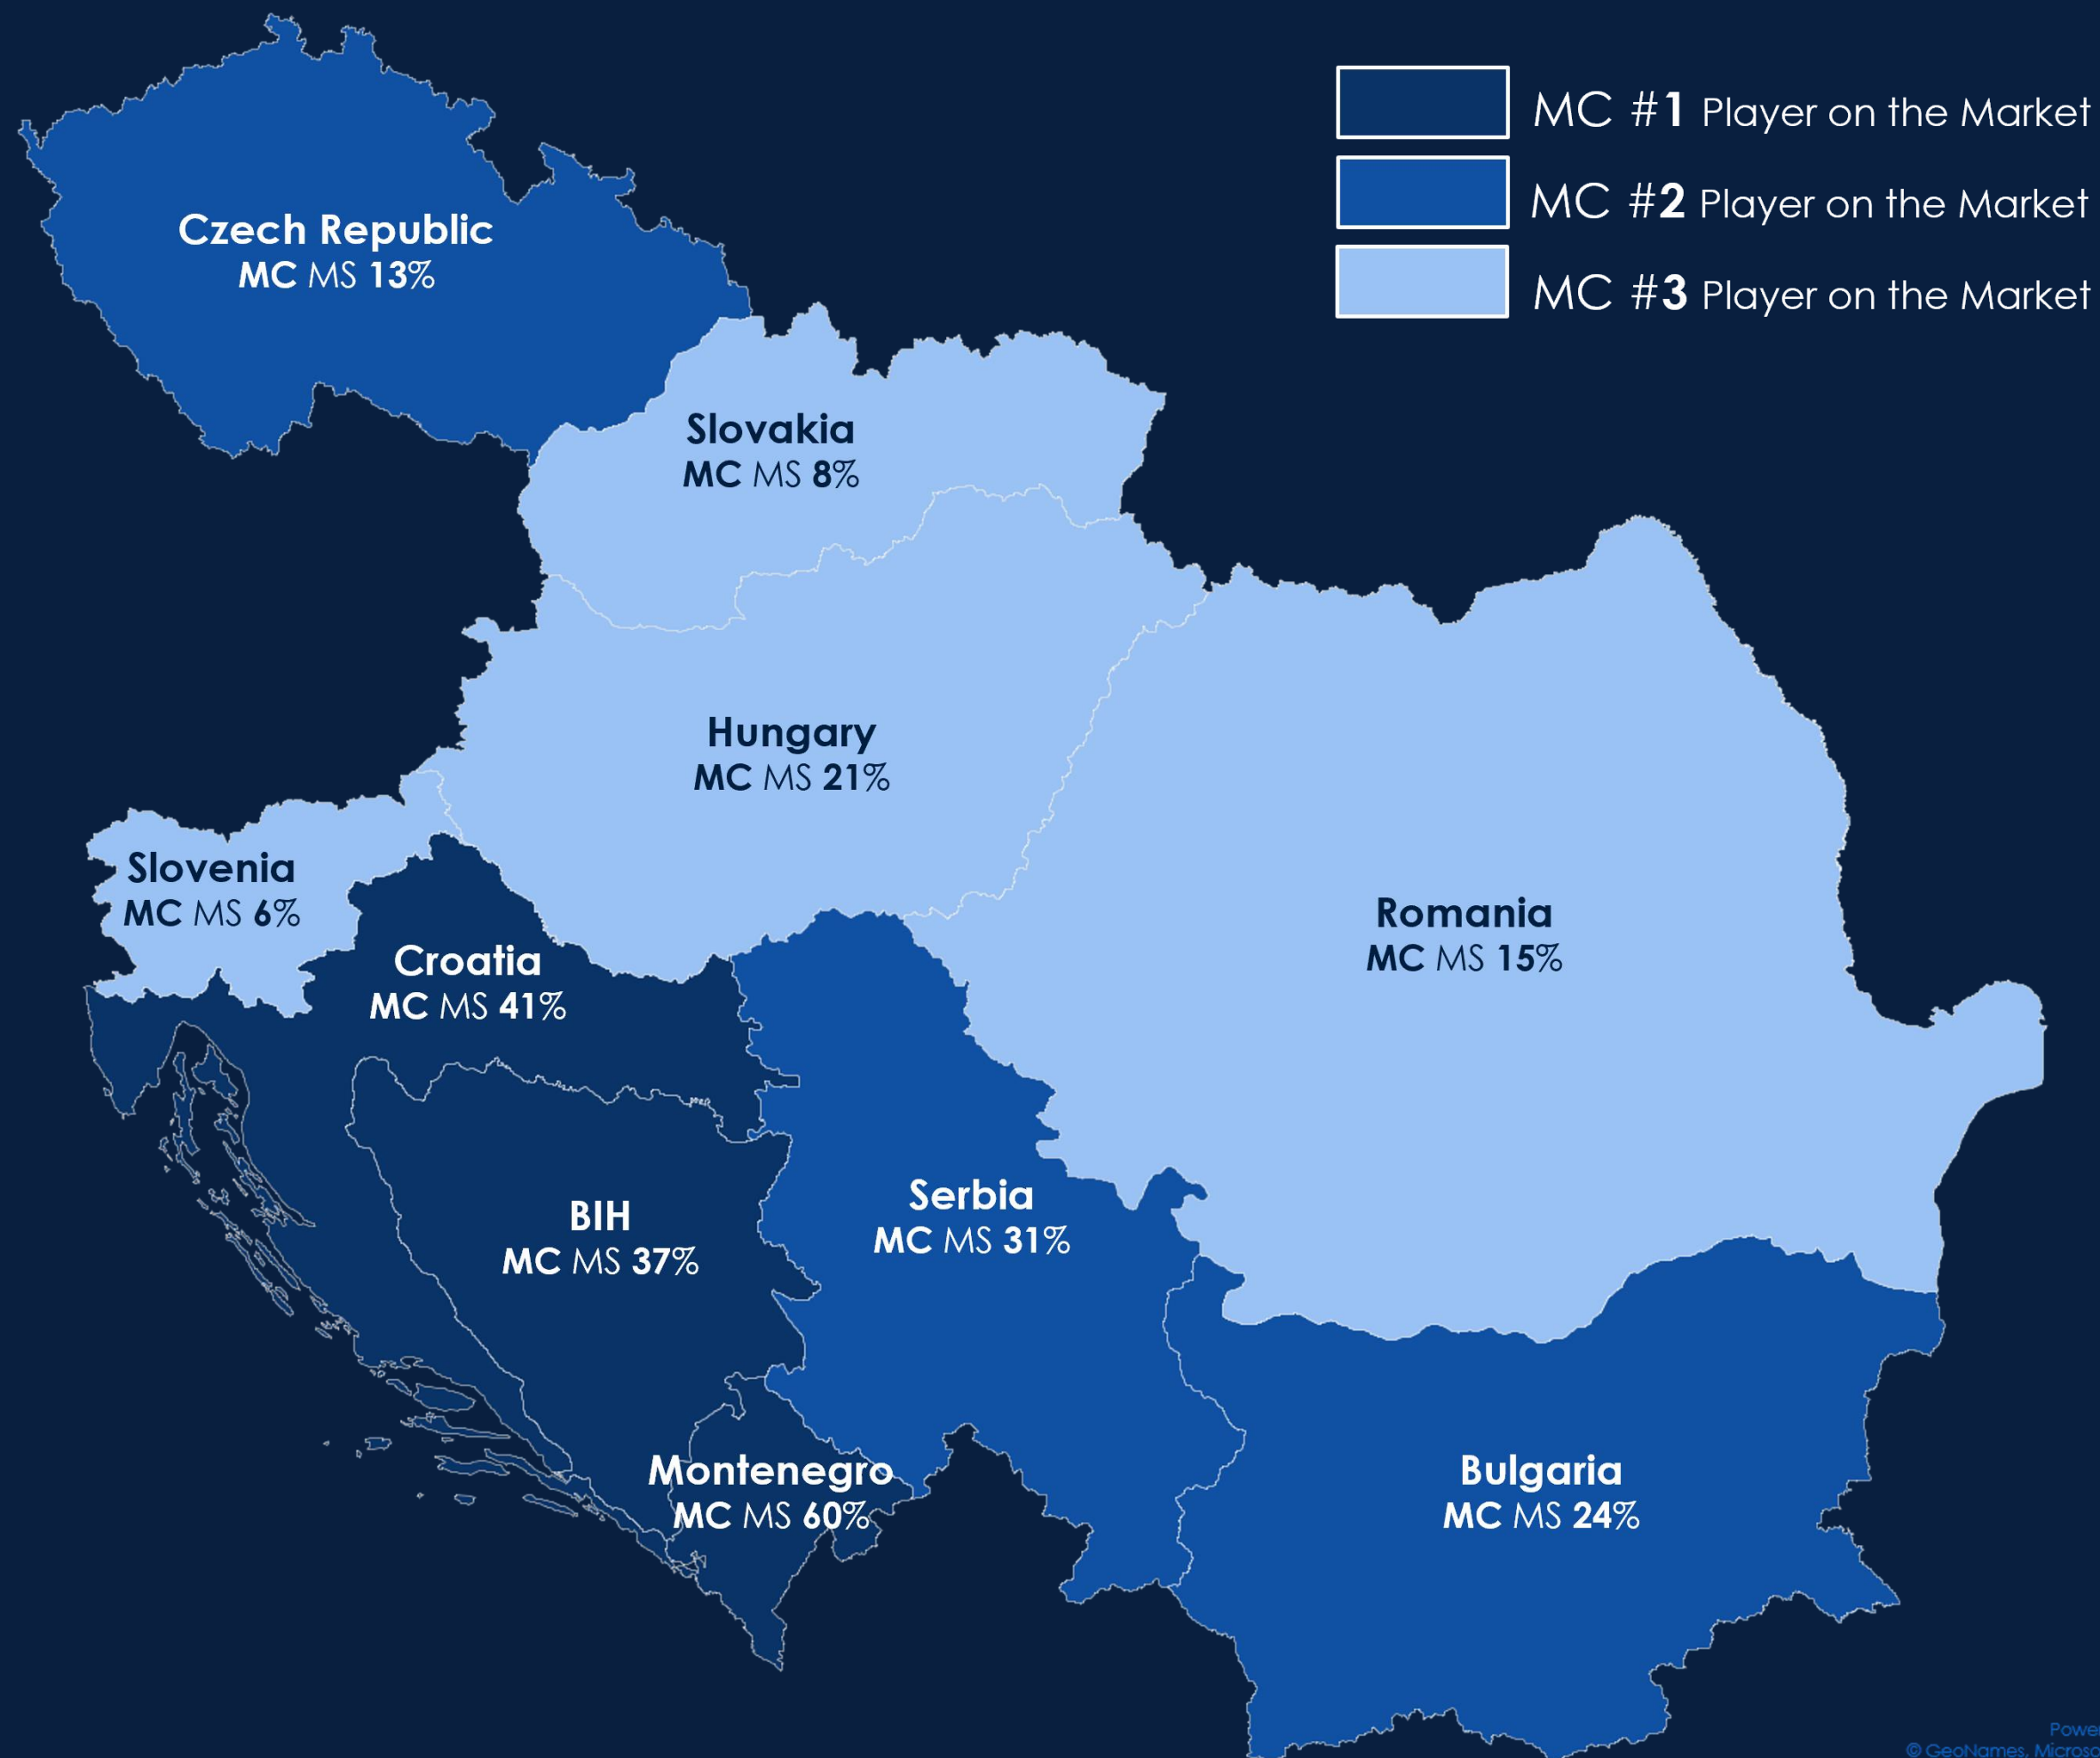 MC #1 Player on the Market
MC #2 Player on the Market
MC #3 Player on the Market
Czech Republic
MC MS 13%
Slovakia
MC MS 8%
Hungary
MC MS 21%
Slovenia
MC MS 6%
Croatia
MC MS 41%
Romania
MC MS 15%
BIH
MC MS 37%
Serbia
MC MS 31%
Montenegro
MC MS 60%
Bulgaria
MC MS 24%
© GeoNames,